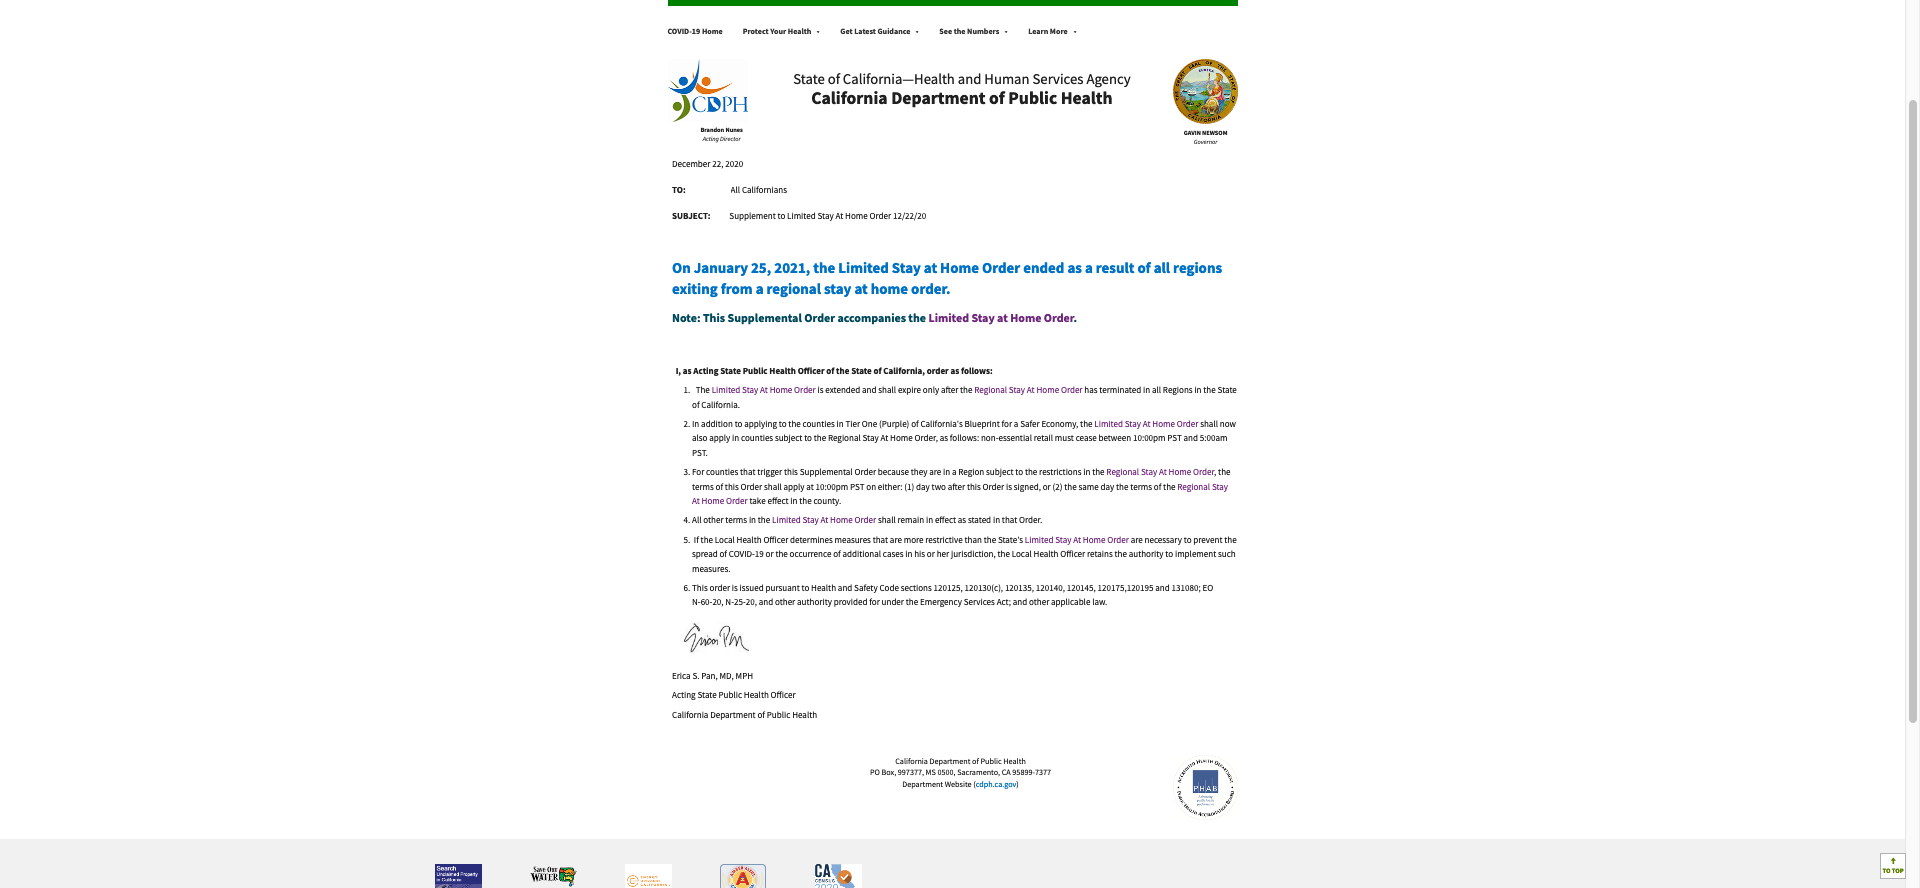 COVID-19 Home Protect Your Health Get Latest Guidance See the Numbers Learn More
CDPH
State of California—Health and Human Services Agency
California Department of Public Health
Brandon Nunes
Acting Director
GAVIN NEWSOM
Governor
December 22, 2020
TO: All Californians
SUBJECT: Supplement to Limited Stay At Home Order 12/22/20
On January 25, 2021, the Limited Stay at Home Order ended as a result of all regions
exiting from a regional stay at home order.
Note: This Supplemental Order accompanies the Limited Stay at Home Order.
I, as Acting State Public Health Officer of the State of California, order as follows:
1. The Limited Stay At Home Order is extended and shall expire only after the Regional Stay At Home Order has terminated in all Regions in the State
of California.
2. In addition to applying to the counties in Tier One (Purple) of California's Blueprint for a Safer Economy, the Limited Stay At Home Order shall now
also apply in counties subject to the Regional Stay At Home Order, as follows: non-essential retail must cease between 10:00pm PST and 5:00am
PST.
3. For counties that trigger this Supplemental Order because they are in a Region subject to the restrictions in the Regional Stay At Home Order, the
terms of this Order shall apply at 10:00pm PST on either: (1) day two after this Order is signed, or (2) the same day the terms of the Regional Stay
At Home Order take effect in the county.
4. All other terms in the Limited Stay At Home Order shall remain in effect as stated in that Order.
5. If the Local Health Officer determines measures that are more restrictive than the State's Limited Stay At Home Order are necessary to prevent the
spread of COVID-19 or the occurrence of additional cases in his or her jurisdiction, the Local Health Officer retains the authority to implement such
measures.
6. This order is issued pursuant to Health and Safety Code sections 120125, 120130(c), 120135, 120140, 120145, 120175,120195 and 131080; EO
N-60-20, N-25-20, and other authority provided for under the Emergency Services Act; and other applicable law.
Erica S. Pan, MD, MPH
Acting State Public Health Officer
California Department of Public Health
California Department of Public Health
PO Box, 997377, MS 0500, Sacramento, CA 95899-7377
Department Website (cdph.ca.gov)
PHAB
Search
Unclaimed Property
in California
Save Our
WATER
CA
CENSUS
2020
TO TOP